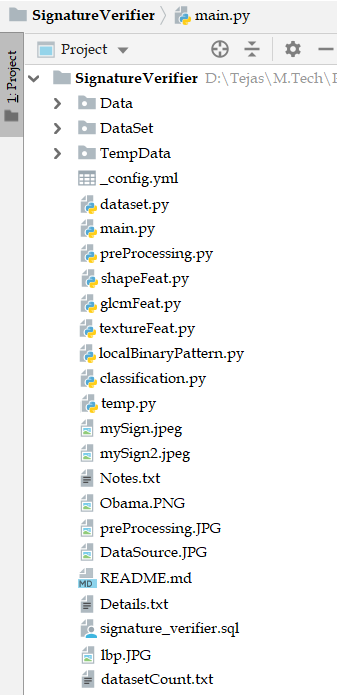 SignatureVerifier main.py
1: Project
Project
SignatureVerifier D:\Tejas\M.Tech\
Data
DataSet
TempData
_config.yml
dataset.py
main.py
preProcessing.py
shapeFeat.py
glcmFeat.py
textureFeat.py
localBinaryPattern.py
classification.py
temp.py
mySign.jpeg
mySign2.jpeg
Notes.txt
Obama.PNG
preProcessing.JPG
DataSource.JPG
MD README.md
Details.txt
signature_verifier.sql
lbp.JPG
datasetCount.txt